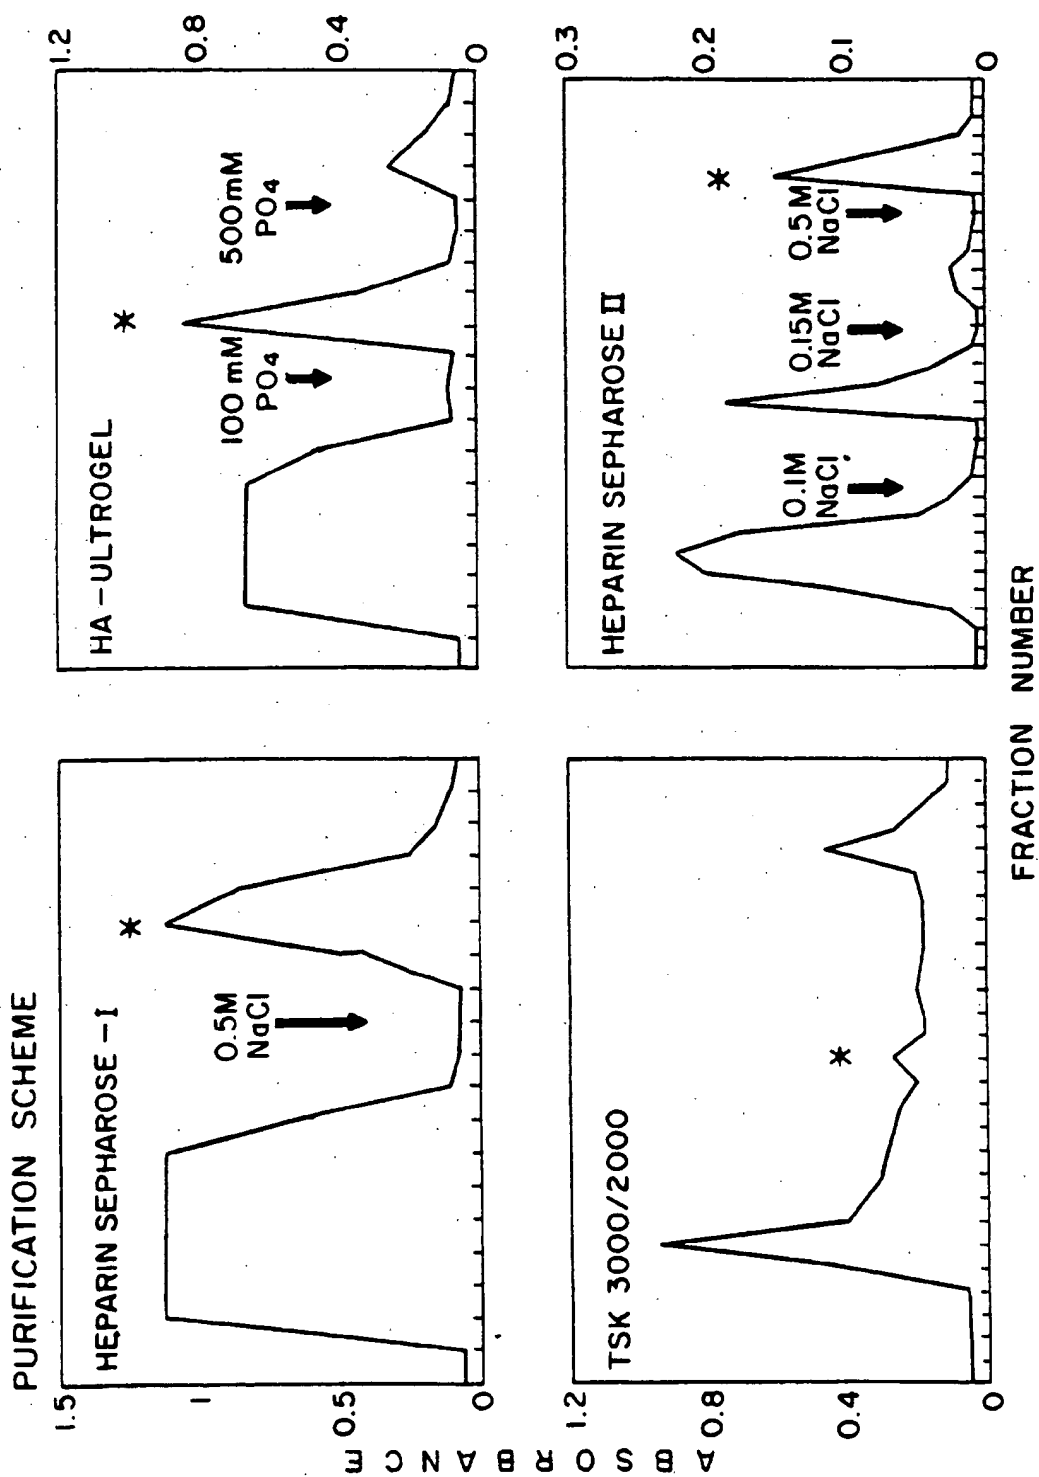 PURIFICATION SCHEME
HEPARIN SEPHAROSE - I
1.5
1
0.5
0
0.5M
NaCl
*
HA - ULTROGEL
100 mM
PO4
*
500mM
PO4
1.2
0.8
0.4
0
TSK 3000/2000
1.2
0.8
0.4
0
*
HEPARIN SEPHAROSE II
0.1M
NaCl
0.15M
NaCl
0.5M
NaCl
*
0.3
0.2
0.1
0
ABSORBANCE
FRACTION NUMBER